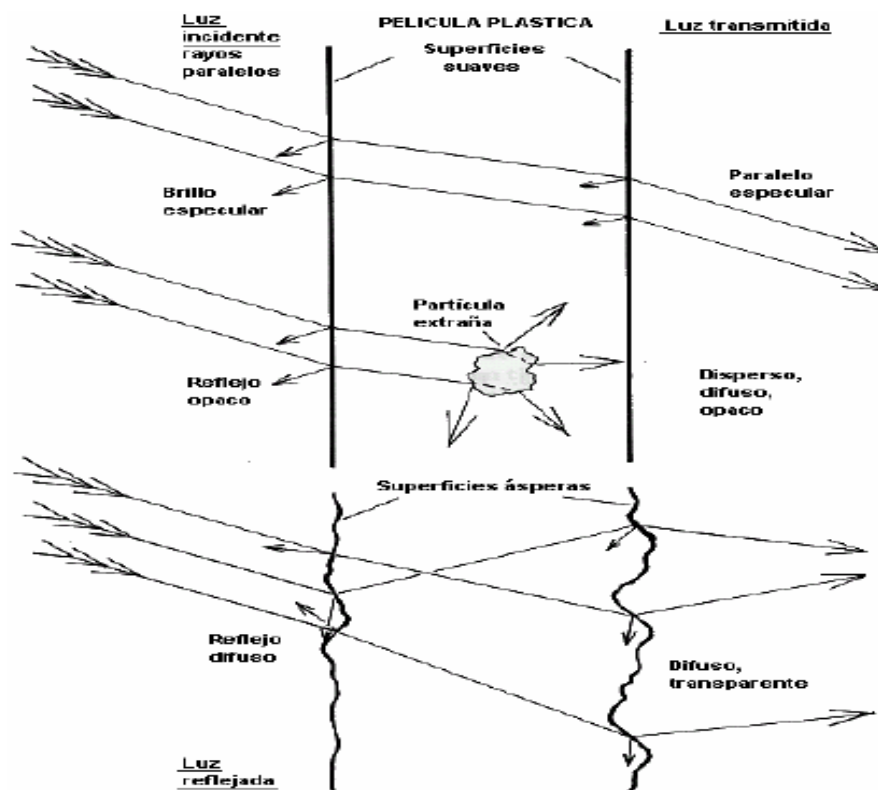 Luz
incidente
rayos
paralelos
PELICULA PLASTICA
Superficies
suaves
Luz transmitida
Brillo
especular
Paralelo
especular
Partícula
extraña
Reflejo
opaco
Disperso,
difuso,
opaco
Superficies ásperas
Reflejo
difuso
Difuso,
transparente
Luz
reflejada